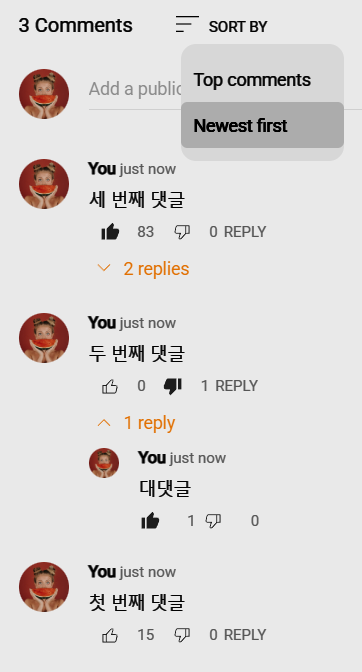 3 Comments SORT BY
Top comments
Add a public
Newest first
You just now
세 번째 댓글
83 0 REPLY
2 replies
You just now
두 번째 댓글
0 1 REPLY
1 reply
You just now
대댓글
1 0
You just now
첫 번째 댓글
15 0 REPLY